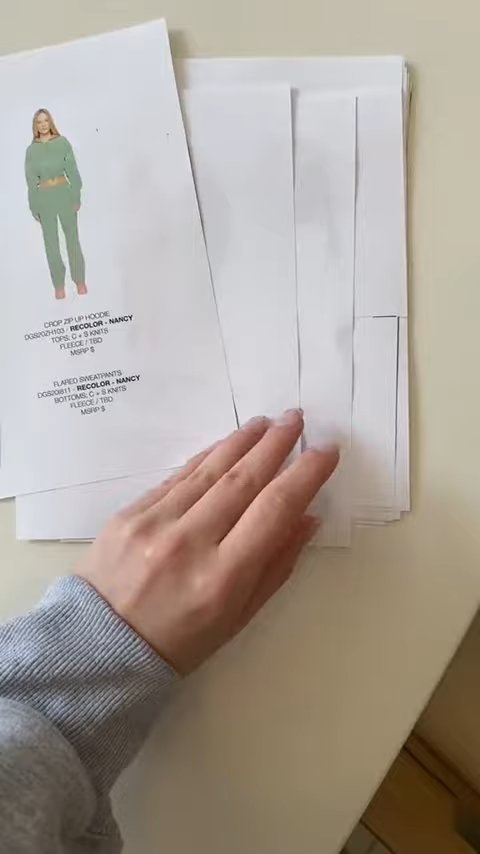 CROP ZIP UP HOODIE
DGS20ZH103 - RECOLOR - NANCY
TOPS; C + S KNITS
FLEECE / TBD
MSRP $
FLARED SWEATPANTS
DGS20811 - RECOLOR - NANCY
BOTTOMS; C + S KNITS
FLEECE / TBD
MSRP $